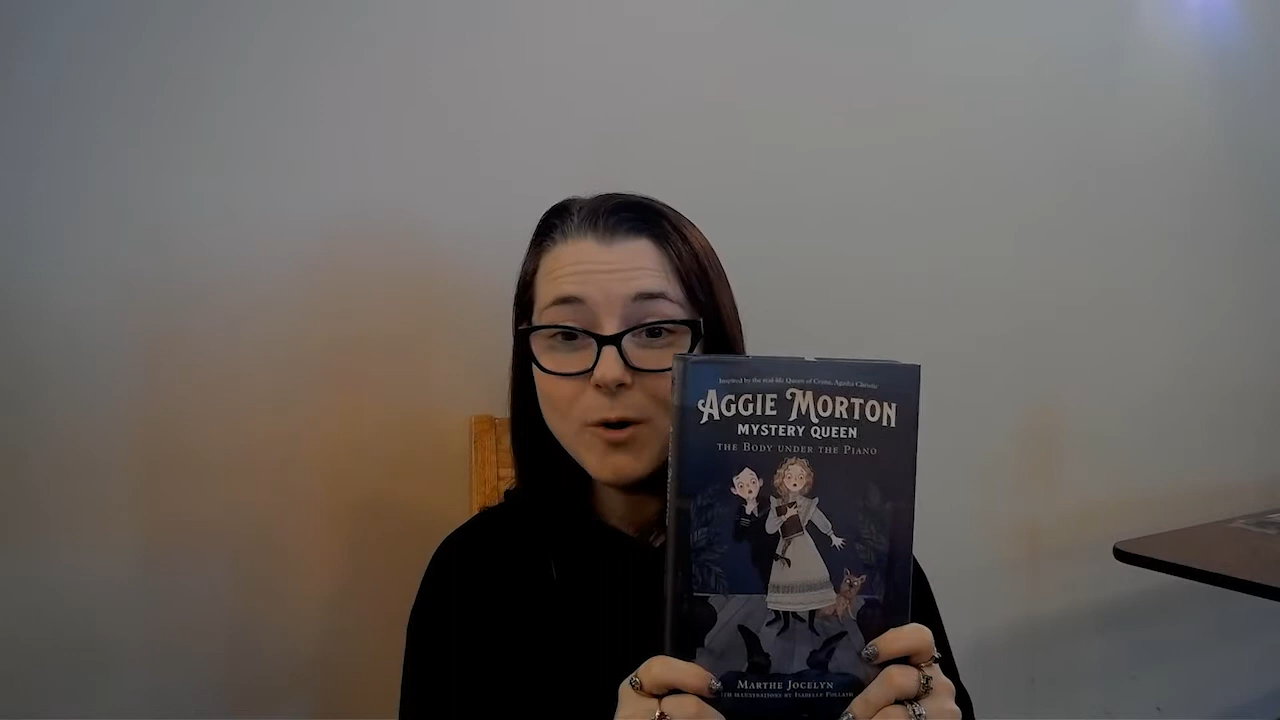 Inspired by the real-life Queen of Crime, Agatha Christie
AGGIE MORTON
MYSTERY QUEEN
THE BODY UNDER THE PIANO
MARTHE JOCELYN
WITH ILLUSTRATIONS BY ISABELLE FOLLATH